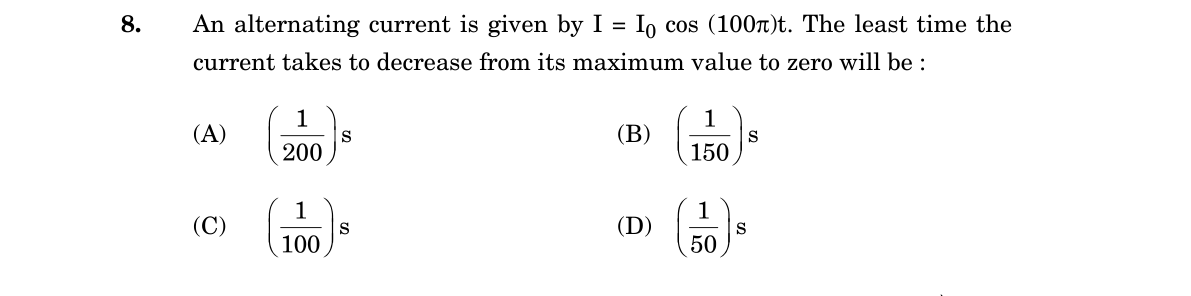 8. An alternating current is given by I = I₀ cos (100π)t. The least time the
current takes to decrease from its maximum value to zero will be :
(A) (1/200) s (B) (1/150) s
(C) (1/100) s (D) (1/50) s